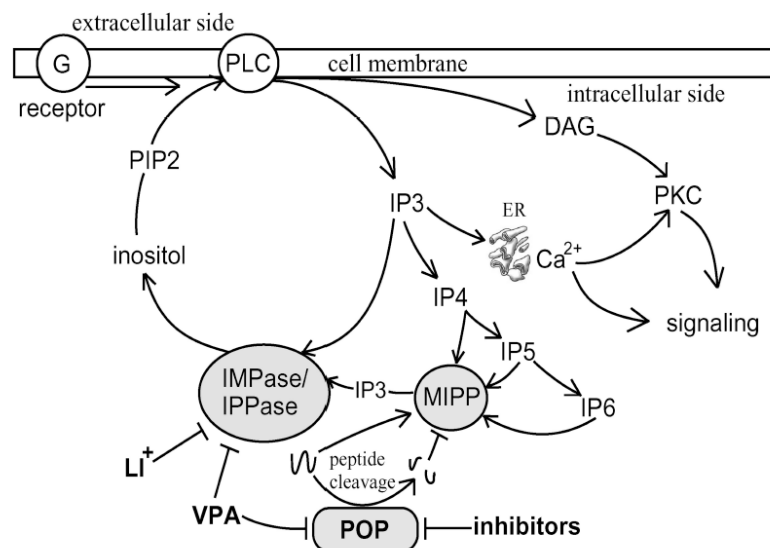 extracellular side
G
PLC
cell membrane
receptor
intracellular side
DAG
PIP2
PKC
IP3
ER
inositol
Ca2+
IP4
signaling
IP5
IMPase/
IPPase
IP3
MIPP
IP6
LI+
peptide
cleavage
VPA
POP
inhibitors